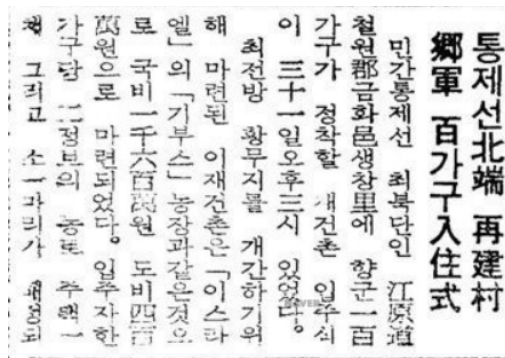 통제선北端 再建村
鄕軍 百가구入住式
민간통제선 최북단인 江原道
철원郡금화邑생창里에 향군一百
가구가 정착할 재건촌 입주식
이 三十一일오후三시 있었다。
최전방 황무지를 개간하기위
해 마련된 이재건촌은 「이스라
엘」의 「기부스」농장과같은것으
로 국비一千六百萬원 도비四百
萬원으로 마련되었다。입주자한
가구당 二정보의 농토 주택一
채 그리고 소一마리가 배정되